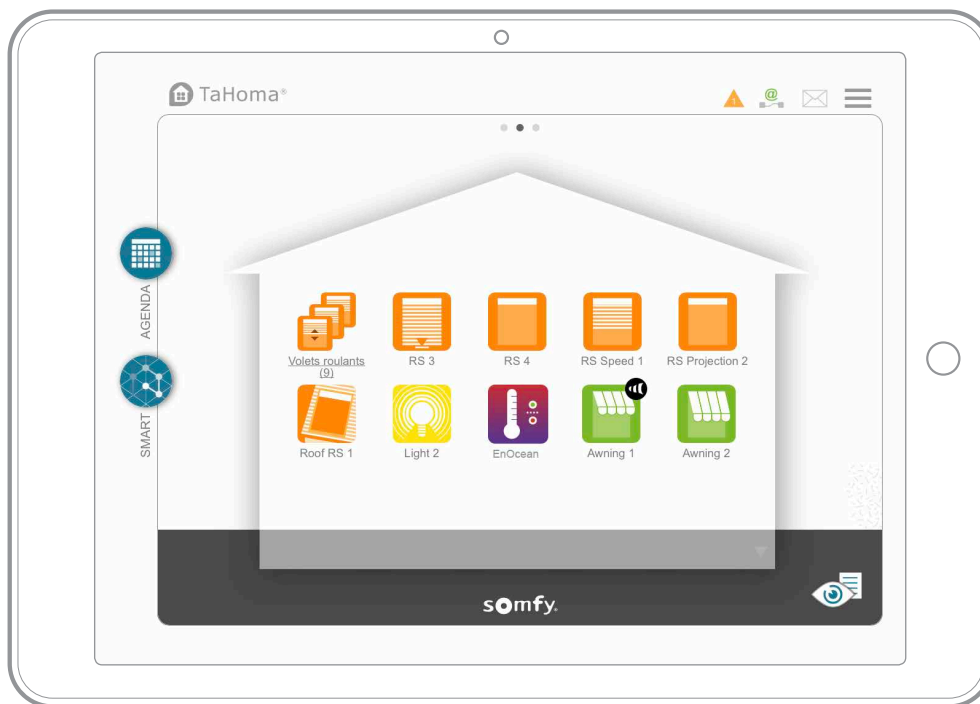 TaHoma®
@
AGENDA
SMART
Volets roulants
(9)
RS 3
RS 4
RS Speed 1
RS Projection 2
Roof RS 1
Light 2
EnOcean
Awning 1
Awning 2
somfy.